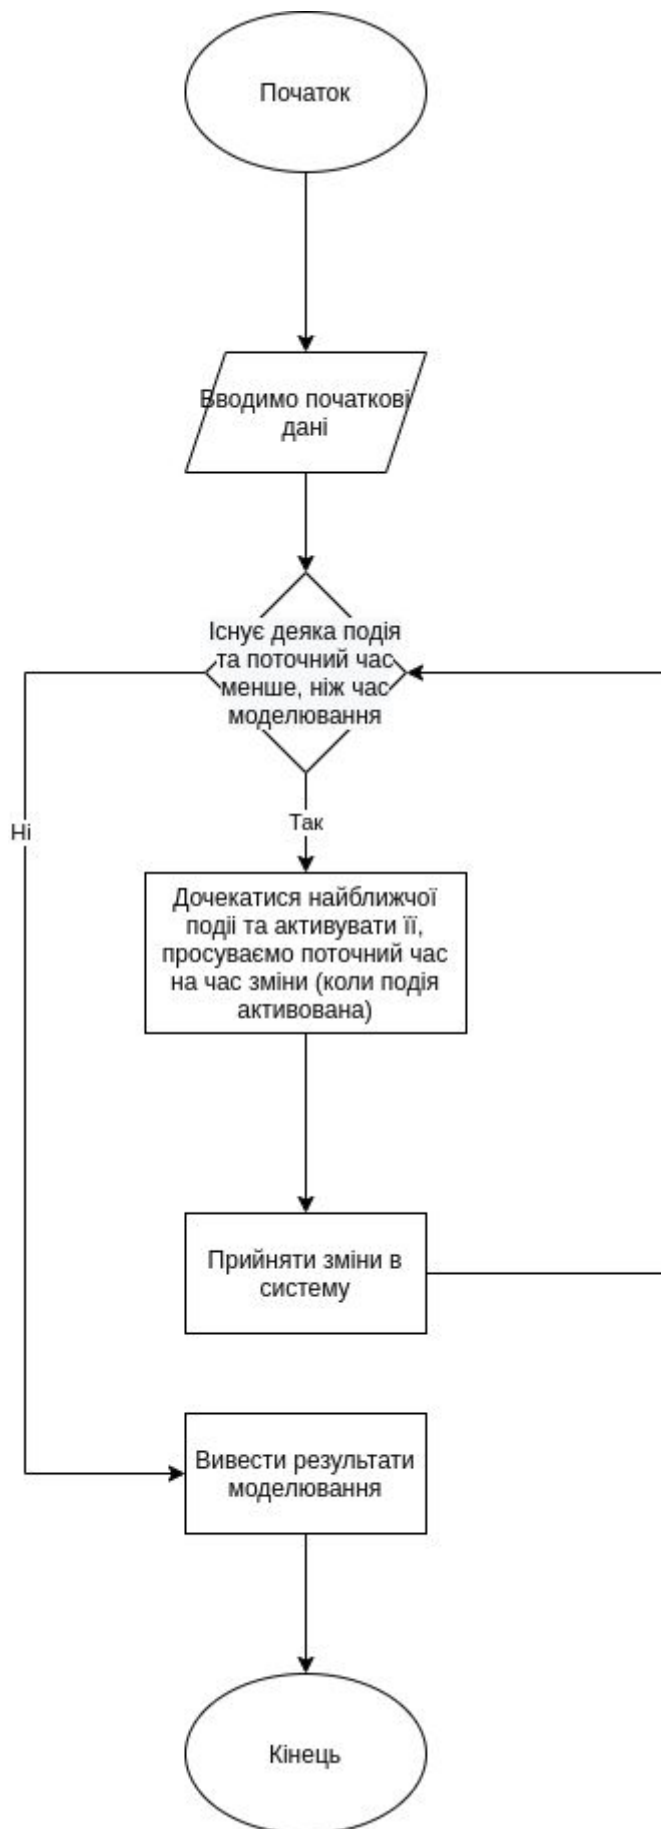 Початок
Вводимо початкові
дані
Існує деяка подія
та поточний час
менше, ніж час
моделювання
Ні
Так
Дочекатися найближчої
події та активувати її,
просуваємо поточний час
на час зміни (коли подія
активована)
Прийняти зміни в
систему
Вивести результати
моделювання
Кінець